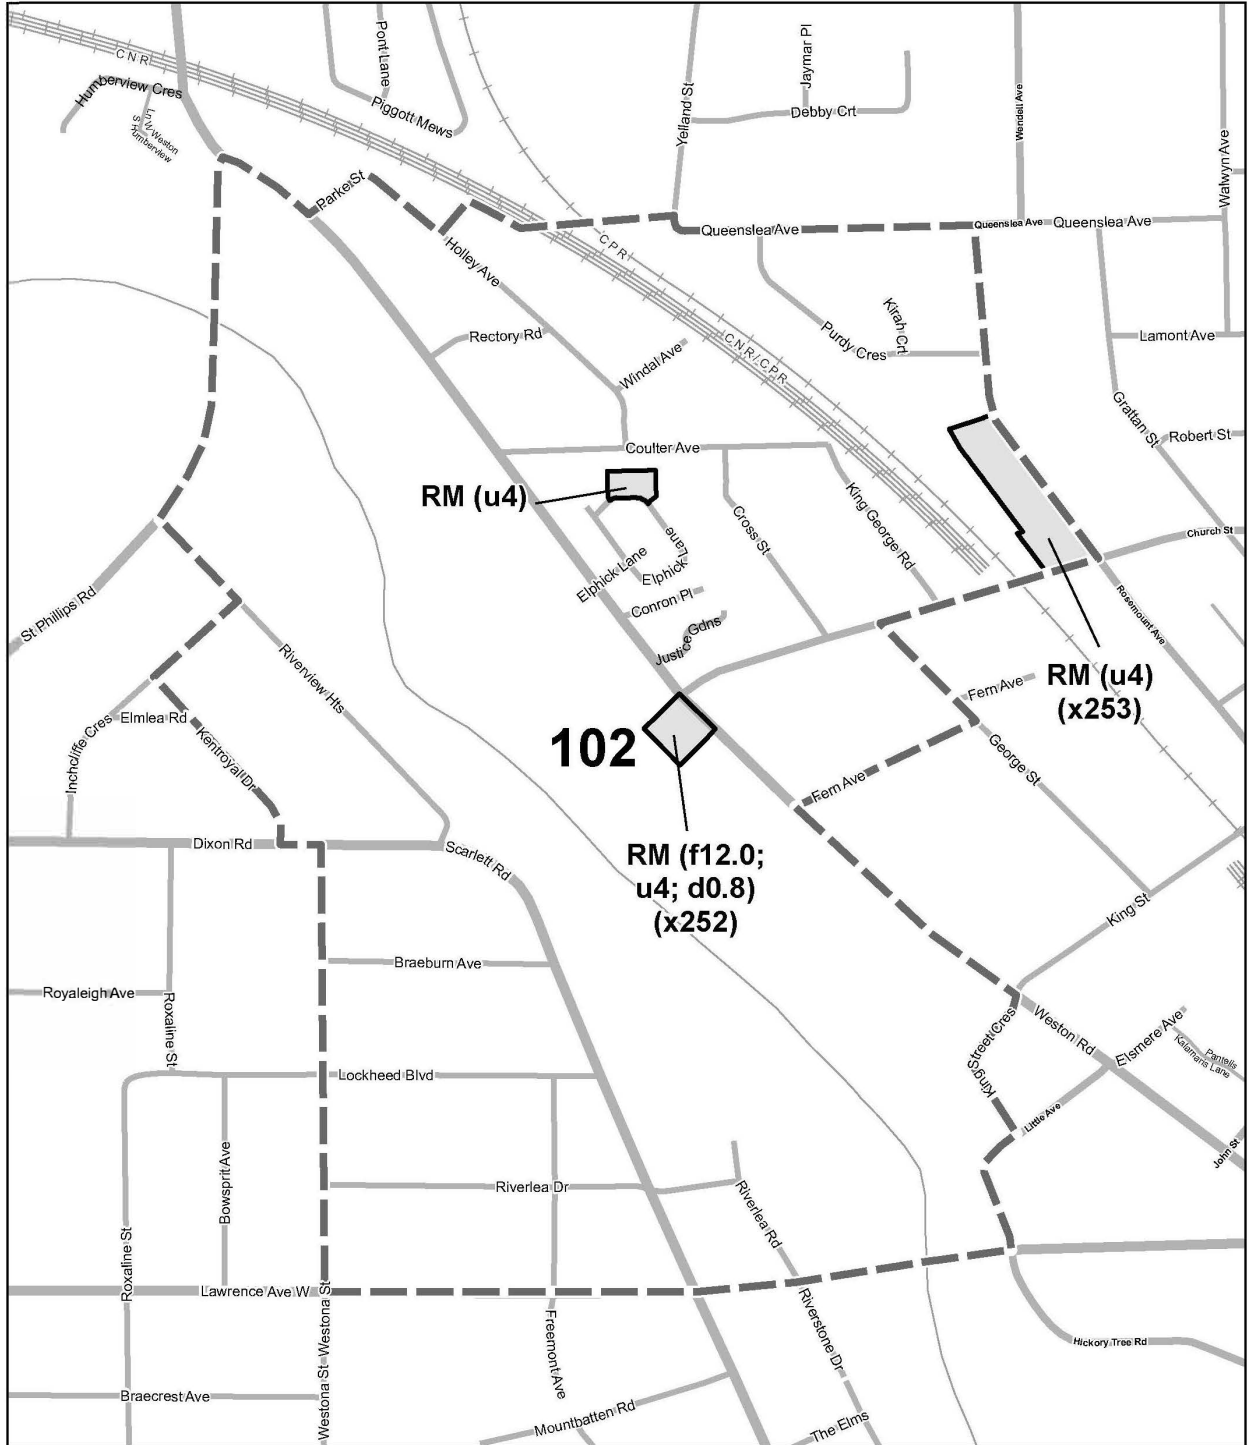 CNR
Humberview Cres
Ln W Weston
S Humberview
Pont Lane
Piggott Mews
Yelland St
Jaymar Pl
Debby Crt
Wendell Ave
Walwyn Ave
Parke St
Holley Ave
CPR
Queenslea Ave
Queenslea Ave
Queenslea Ave
Rectory Rd
Windal Ave
CNR/CPR
Purdy Cres
Kirah Crt
Lamont Ave
Grattan St
Robert St
Coulter Ave
RM (u4)
King George Rd
Cross St
Church St
Elphick Lane
Elphick Lane
Conron Pl
Justice Gdns
Rosemount Ave
St Phillips Rd
Riverview Hts
RM (u4)
(x253)
Fern Ave
Elmlea Rd
Inchcliffe Cres
Kentroyal Dr
102
George St
Fern Ave
Dixon Rd
Scarlett Rd
RM (f12.0;
u4; d0.8)
(x252)
King St
Braeburn Ave
Royaleigh Ave
Roxaline St
Weston Rd
King Street Cres
Elsmere Ave
Pantelis
Kalamaris Lane
Lockheed Blvd
Little Ave
John St
Bowsprit Ave
Riverlea Dr
Riverlea Rd
Roxaline St
Lawrence Ave W
Westona St
Westona St
Freemont Ave
Riverstone Dr
Hickory Tree Rd
Braecrest Ave
Mountbatten Rd
The Elms